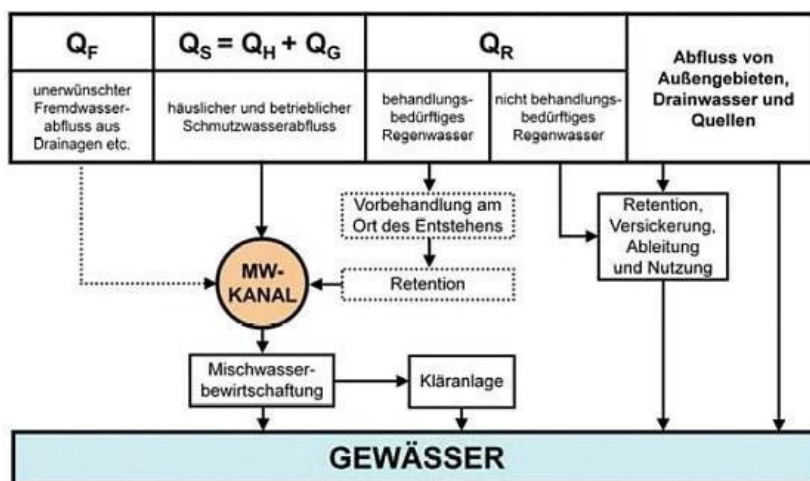 Q_F
Q_S = Q_H + Q_G
Q_R
Abfluss von
Außengebieten,
Drainwasser und
Quellen
unerwünschter
Fremdwasser-
abfluss aus
Drainagen etc.
häuslicher und betrieblicher
Schmutzwasserabfluss
behandlungs-
bedürftiges
Regenwasser
nicht behandlungs-
bedürftiges
Regenwasser
Vorbehandlung am
Ort des Entstehens
Retention,
Versickerung,
Ableitung
und Nutzung
MW-
KANAL
Retention
Mischwasser-
bewirtschaftung
Kläranlage
GEWÄSSER